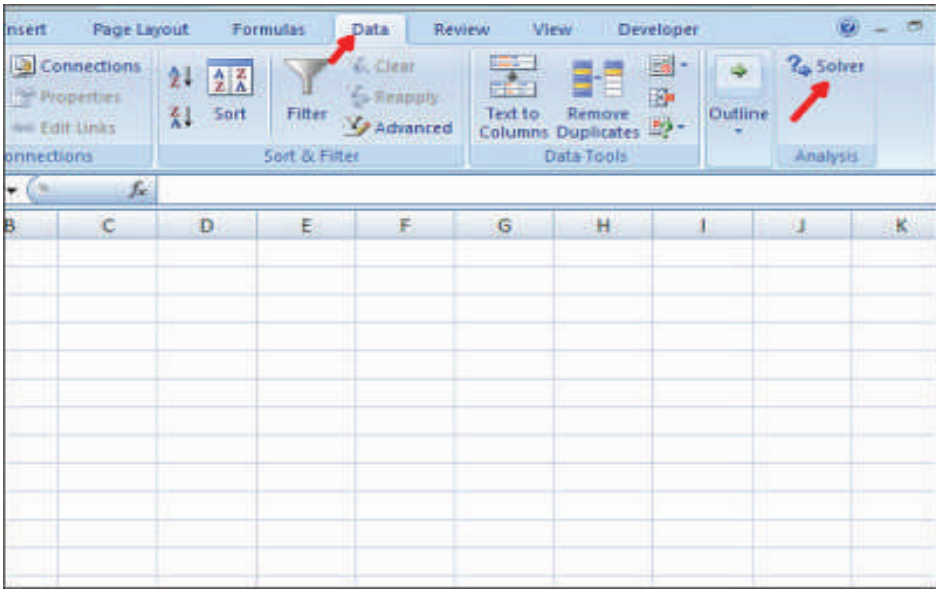 nsert Page Layout Formulas Data Review View Developer
Connections Clear Solver
Properties Reapply
Edit Links Sort Filter Advanced Text to Columns Remove Duplicates Outline
onnections Sort & Filter Data Tools Analysis
fx
B C D E F G H I J K